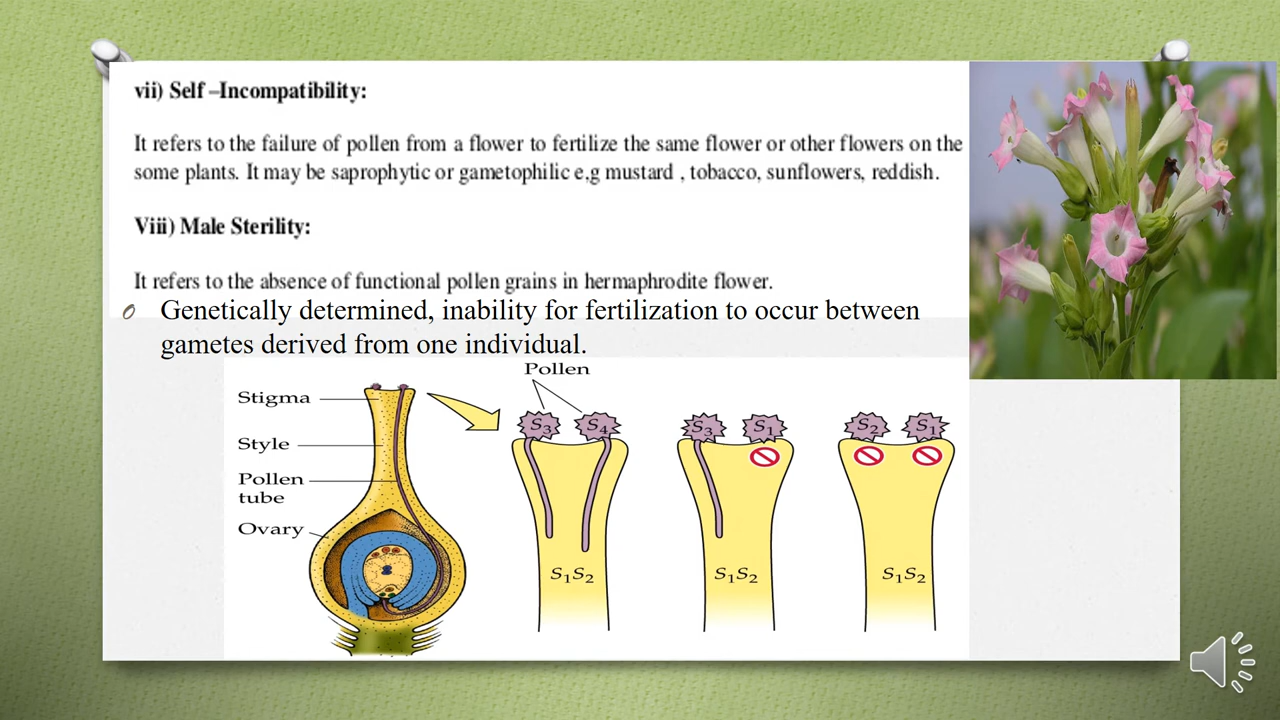 vii) Self –Incompatibility:
It refers to the failure of pollen from a flower to fertilize the same flower or other flowers on the
some plants. It may be saprophytic or gametophilic e,g mustard , tobacco, sunflowers, reddish.
Viii) Male Sterility:
It refers to the absence of functional pollen grains in hermaphrodite flower.
Genetically determined, inability for fertilization to occur between
gametes derived from one individual.
Pollen
Stigma
Style
Pollen
tube
Ovary
S3 S4 S3 S1 S2 S1
S1S2 S1S2 S1S2